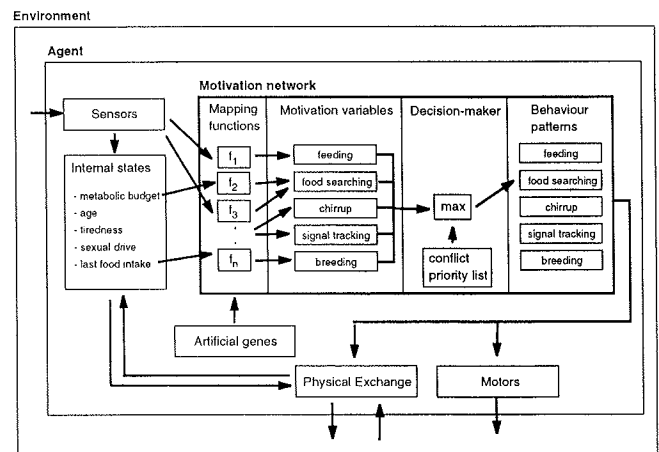 Environment
Agent
Motivation network
Sensors
Internal states
- metabolic budget
- age
- tiredness
- sexual drive
- last food intake
Mapping
functions
f1
f2
f3
.
.
fn
Motivation variables
feeding
food searching
chirrup
signal tracking
breeding
Decision-maker
max
conflict
priority list
Behaviour
patterns
feeding
food searching
chirrup
signal tracking
breeding
Artificial genes
Physical Exchange
Motors